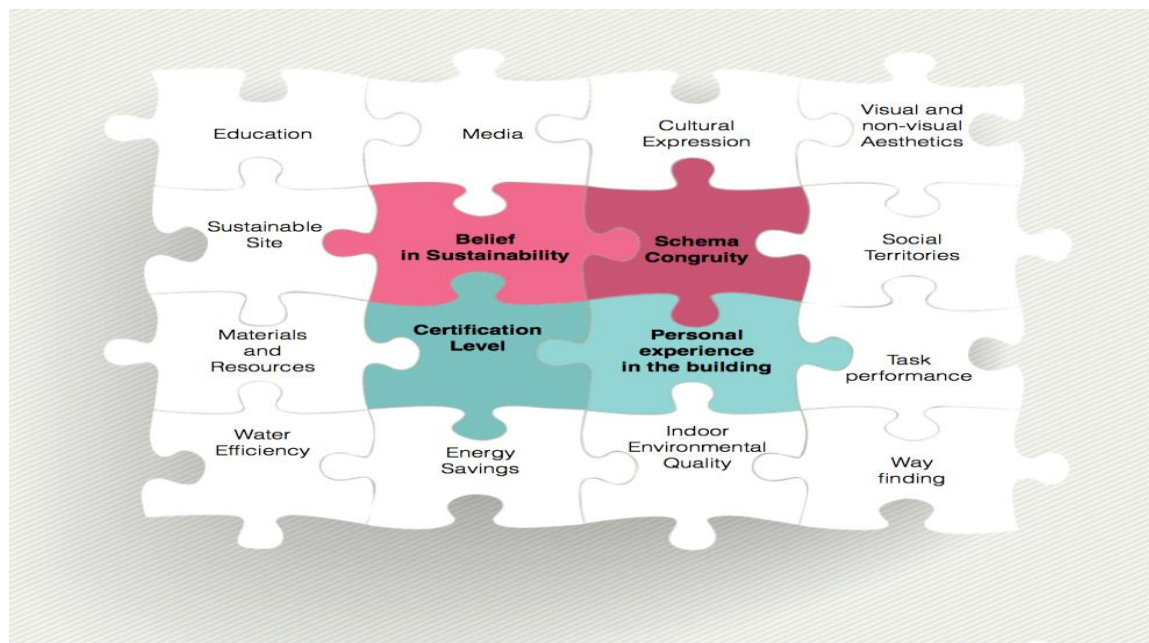 Education
Media
Cultural
Expression
Visual and
non-visual
Aesthetics
Sustainable
Site
Belief
in Sustainability
Schema
Congruity
Social
Territories
Materials
and
Resources
Certification
Level
Personal
experience
in the building
Task
performance
Water
Efficiency
Energy
Savings
Indoor
Environmental
Quality
Way
finding